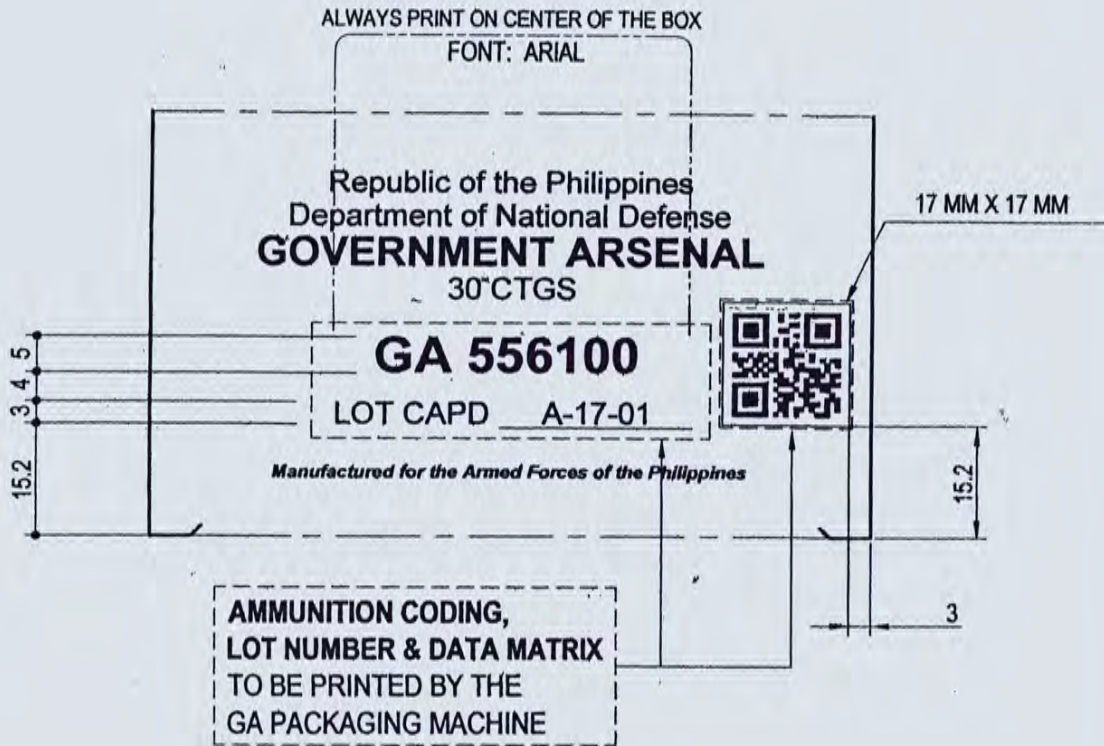 ALWAYS PRINT ON CENTER OF THE BOX
FONT: ARIAL
Republic of the Philippines
Department of National Defense
GOVERNMENT ARSENAL
30 CTGS
17 MM X 17 MM
GA 556100
LOT CAPD A-17-01
Manufactured for the Armed Forces of the Philippines
5
4
3
15.2
15.2
3
AMMUNITION CODING,
LOT NUMBER & DATA MATRIX
TO BE PRINTED BY THE
GA PACKAGING MACHINE